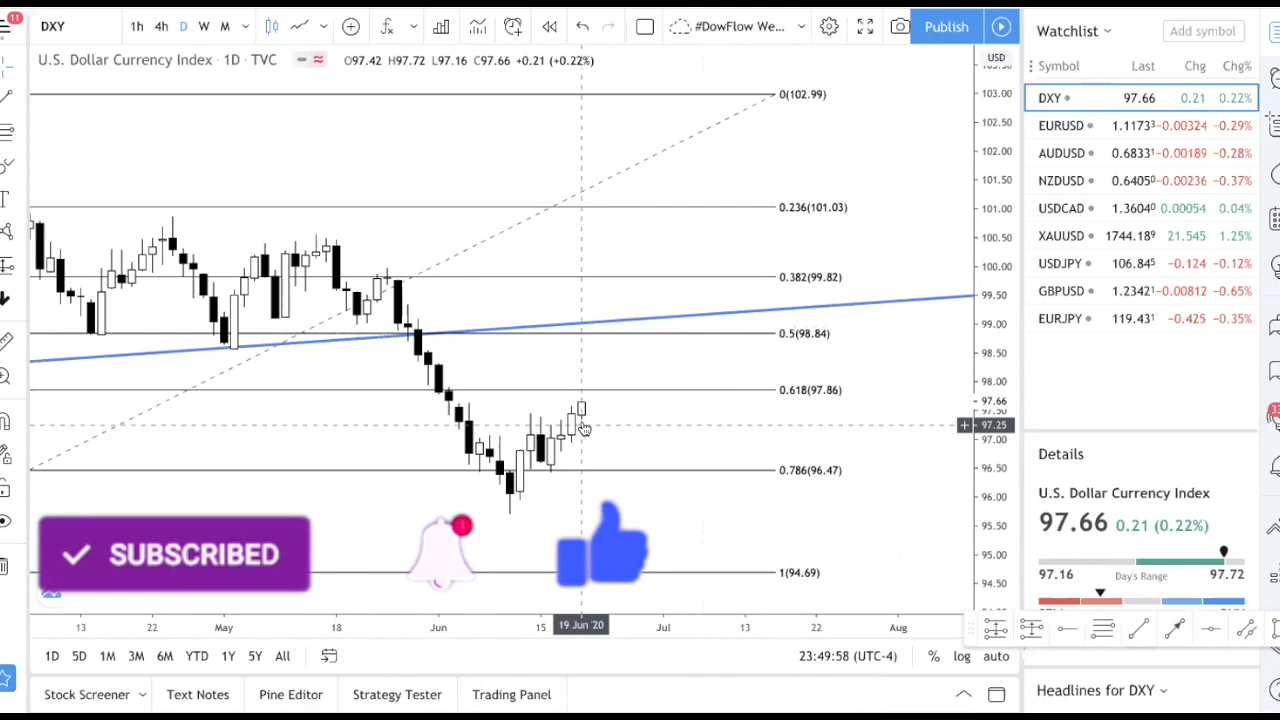 11
DXY
1h 4h D W M
#DowFlow We...
Publish
U.S. Dollar Currency Index · 1D · TVC
O97.42 H97.72 L97.16 C97.66 +0.21 (+0.22%)
USD
0(102.99)
0.236(101.03)
0.382(99.82)
0.5(98.84)
0.618(97.86)
0.786(96.47)
1(94.69)
103.00
102.50
102.00
101.50
101.00
100.50
100.00
99.50
99.00
98.50
98.00
97.66
97.50
97.25
97.00
96.50
96.00
95.50
95.00
94.50
SUBSCRIBED
1
13 22 May 18 Jun 15 19 Jun '20 Jul 13 22 Aug
1D 5D 1M 3M 6M YTD 1Y 5Y All
23:49:58 (UTC-4)
% log auto
Stock Screener Text Notes Pine Editor Strategy Tester Trading Panel
Watchlist
Add symbol
Symbol Last Chg Chg%
DXY 97.66 0.21 0.22%
EURUSD 1.1173³ −0.00324 −0.29%
AUDUSD 0.6833¹ −0.00189 −0.28%
NZDUSD 0.6405⁰ −0.00236 −0.37%
USDCAD 1.3604⁰ 0.00054 0.04%
XAUUSD 1744.18⁹ 21.545 1.25%
USDJPY 106.84⁵ −0.124 −0.12%
GBPUSD 1.2342¹ −0.00812 −0.65%
EURJPY 119.43¹ −0.425 −0.35%
Details
U.S. Dollar Currency Index
97.66 0.21 (0.22%)
97.16 Day's Range 97.72
Headlines for DXY